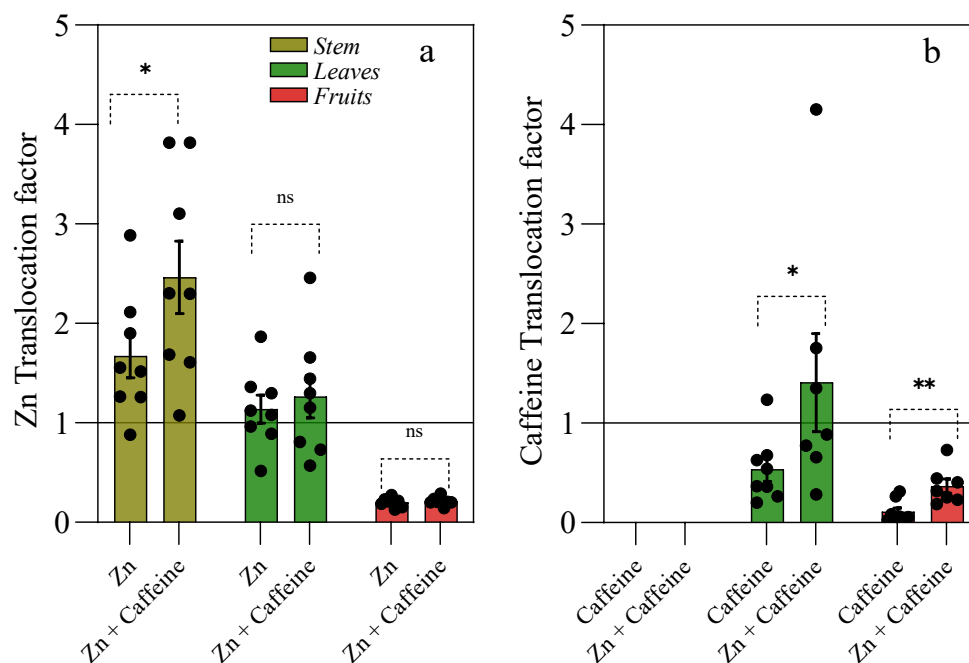 a
Stem
Leaves
Fruits
Zn Translocation factor
5
4
3
2
1
0
*
ns
ns
Zn
Zn + Caffeine
Zn
Zn + Caffeine
Zn
Zn + Caffeine
b
Caffeine Translocation factor
5
4
3
2
1
0
*
**
Caffeine
Zn + Caffeine
Caffeine
Zn + Caffeine
Caffeine
Zn + Caffeine